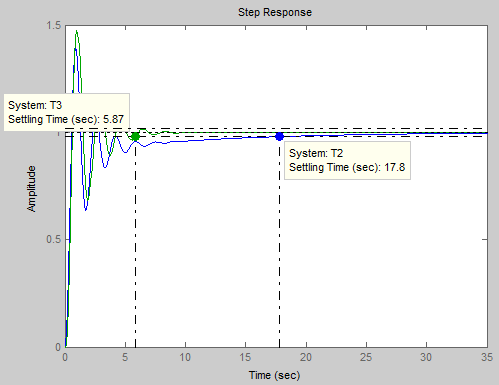 Step Response
1.5
System: T3
Settling Time (sec): 5.87
1
System: T2
Settling Time (sec): 17.8
Amplitude
0.5
0
0 5 10 15 20 25 30 35
Time (sec)